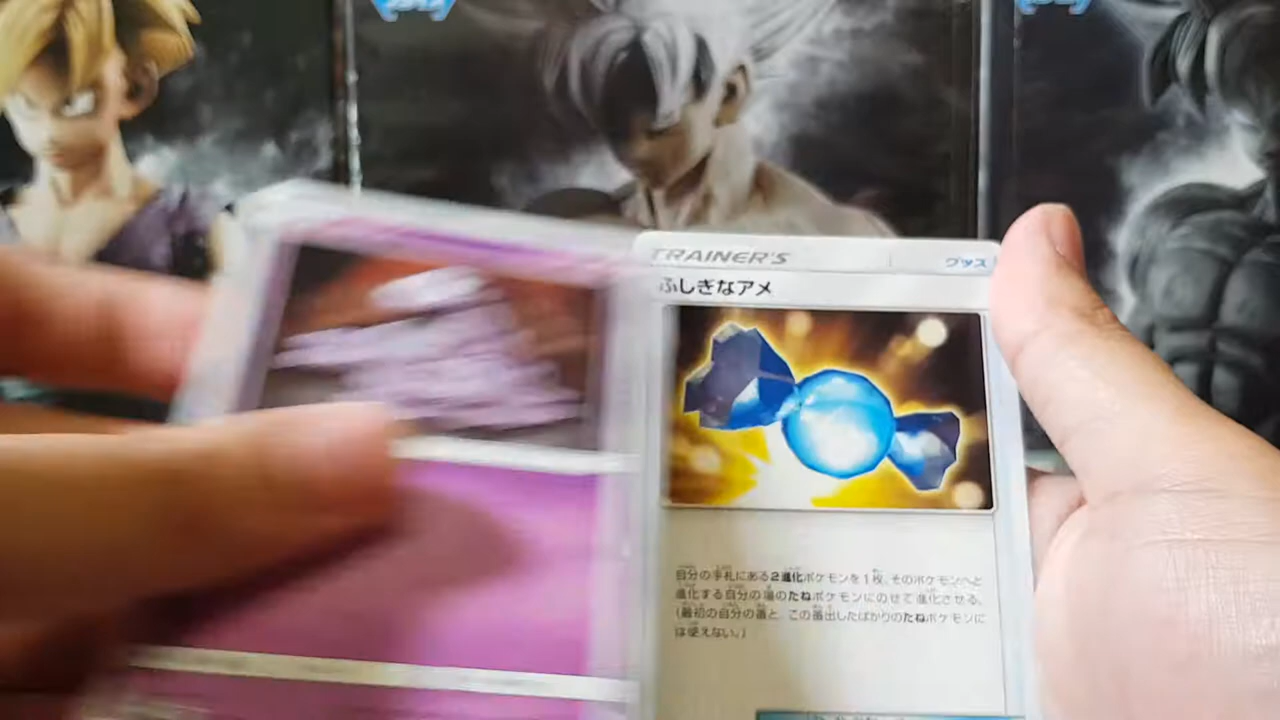 TRAINER'S
グッズ
ふしぎなアメ
自分の手札にある2進化ポケモンを1枚、そのポケモンへと
進化する自分の場のたねポケモンにのせて進化させる。
(最初の自分の番と、この番出したばかりのたねポケモンに
は使えない。)